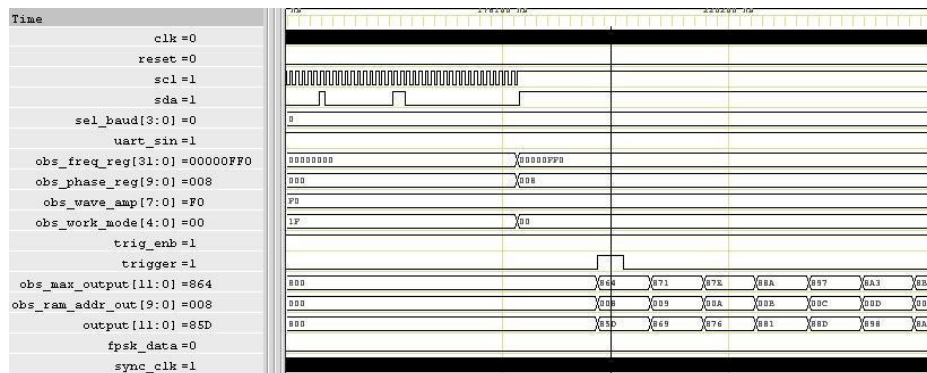 Time
clk =0
reset =0
scl =1
sda =1
sel_baud[3:0] =0 0
uart_sin =1
obs_freq_reg[31:0] =00000FF0 00000000 00000FF0
obs_phase_reg[9:0] =008 000 008
obs_wave_amp[7:0] =F0 F0
obs_work_mode[4:0] =00 1F 00
trig_enb =1
trigger =1
obs_max_output[11:0] =864 800 864 871 87E 88A 897 8A3
obs_ram_addr_out[9:0] =008 000 008 009 00A 00B 00C 00D 00
output[11:0] =85D 800 85D 869 876 881 88D 898 8A
fpsk_data =0
sync_clk =1